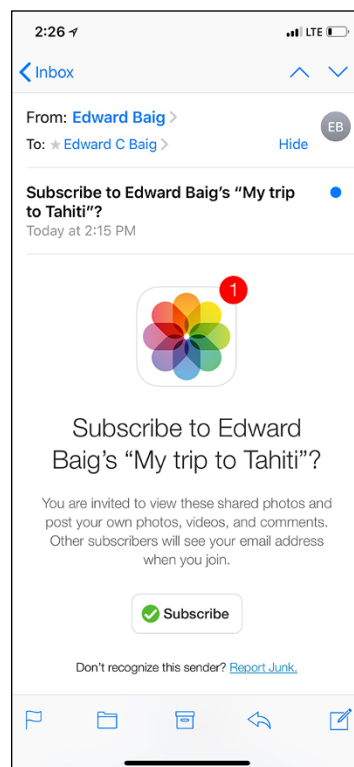 2:26 LTE
Inbox
From: Edward Baig
EB
To: Edward C Baig Hide
Subscribe to Edward Baig's “My trip
to Tahiti”?
Today at 2:15 PM
1
Subscribe to Edward
Baig's “My trip to Tahiti”?
You are invited to view these shared photos and
post your own photos, videos, and comments.
Other subscribers will see your email address
when you join.
Subscribe
Don't recognize this sender? Report Junk.